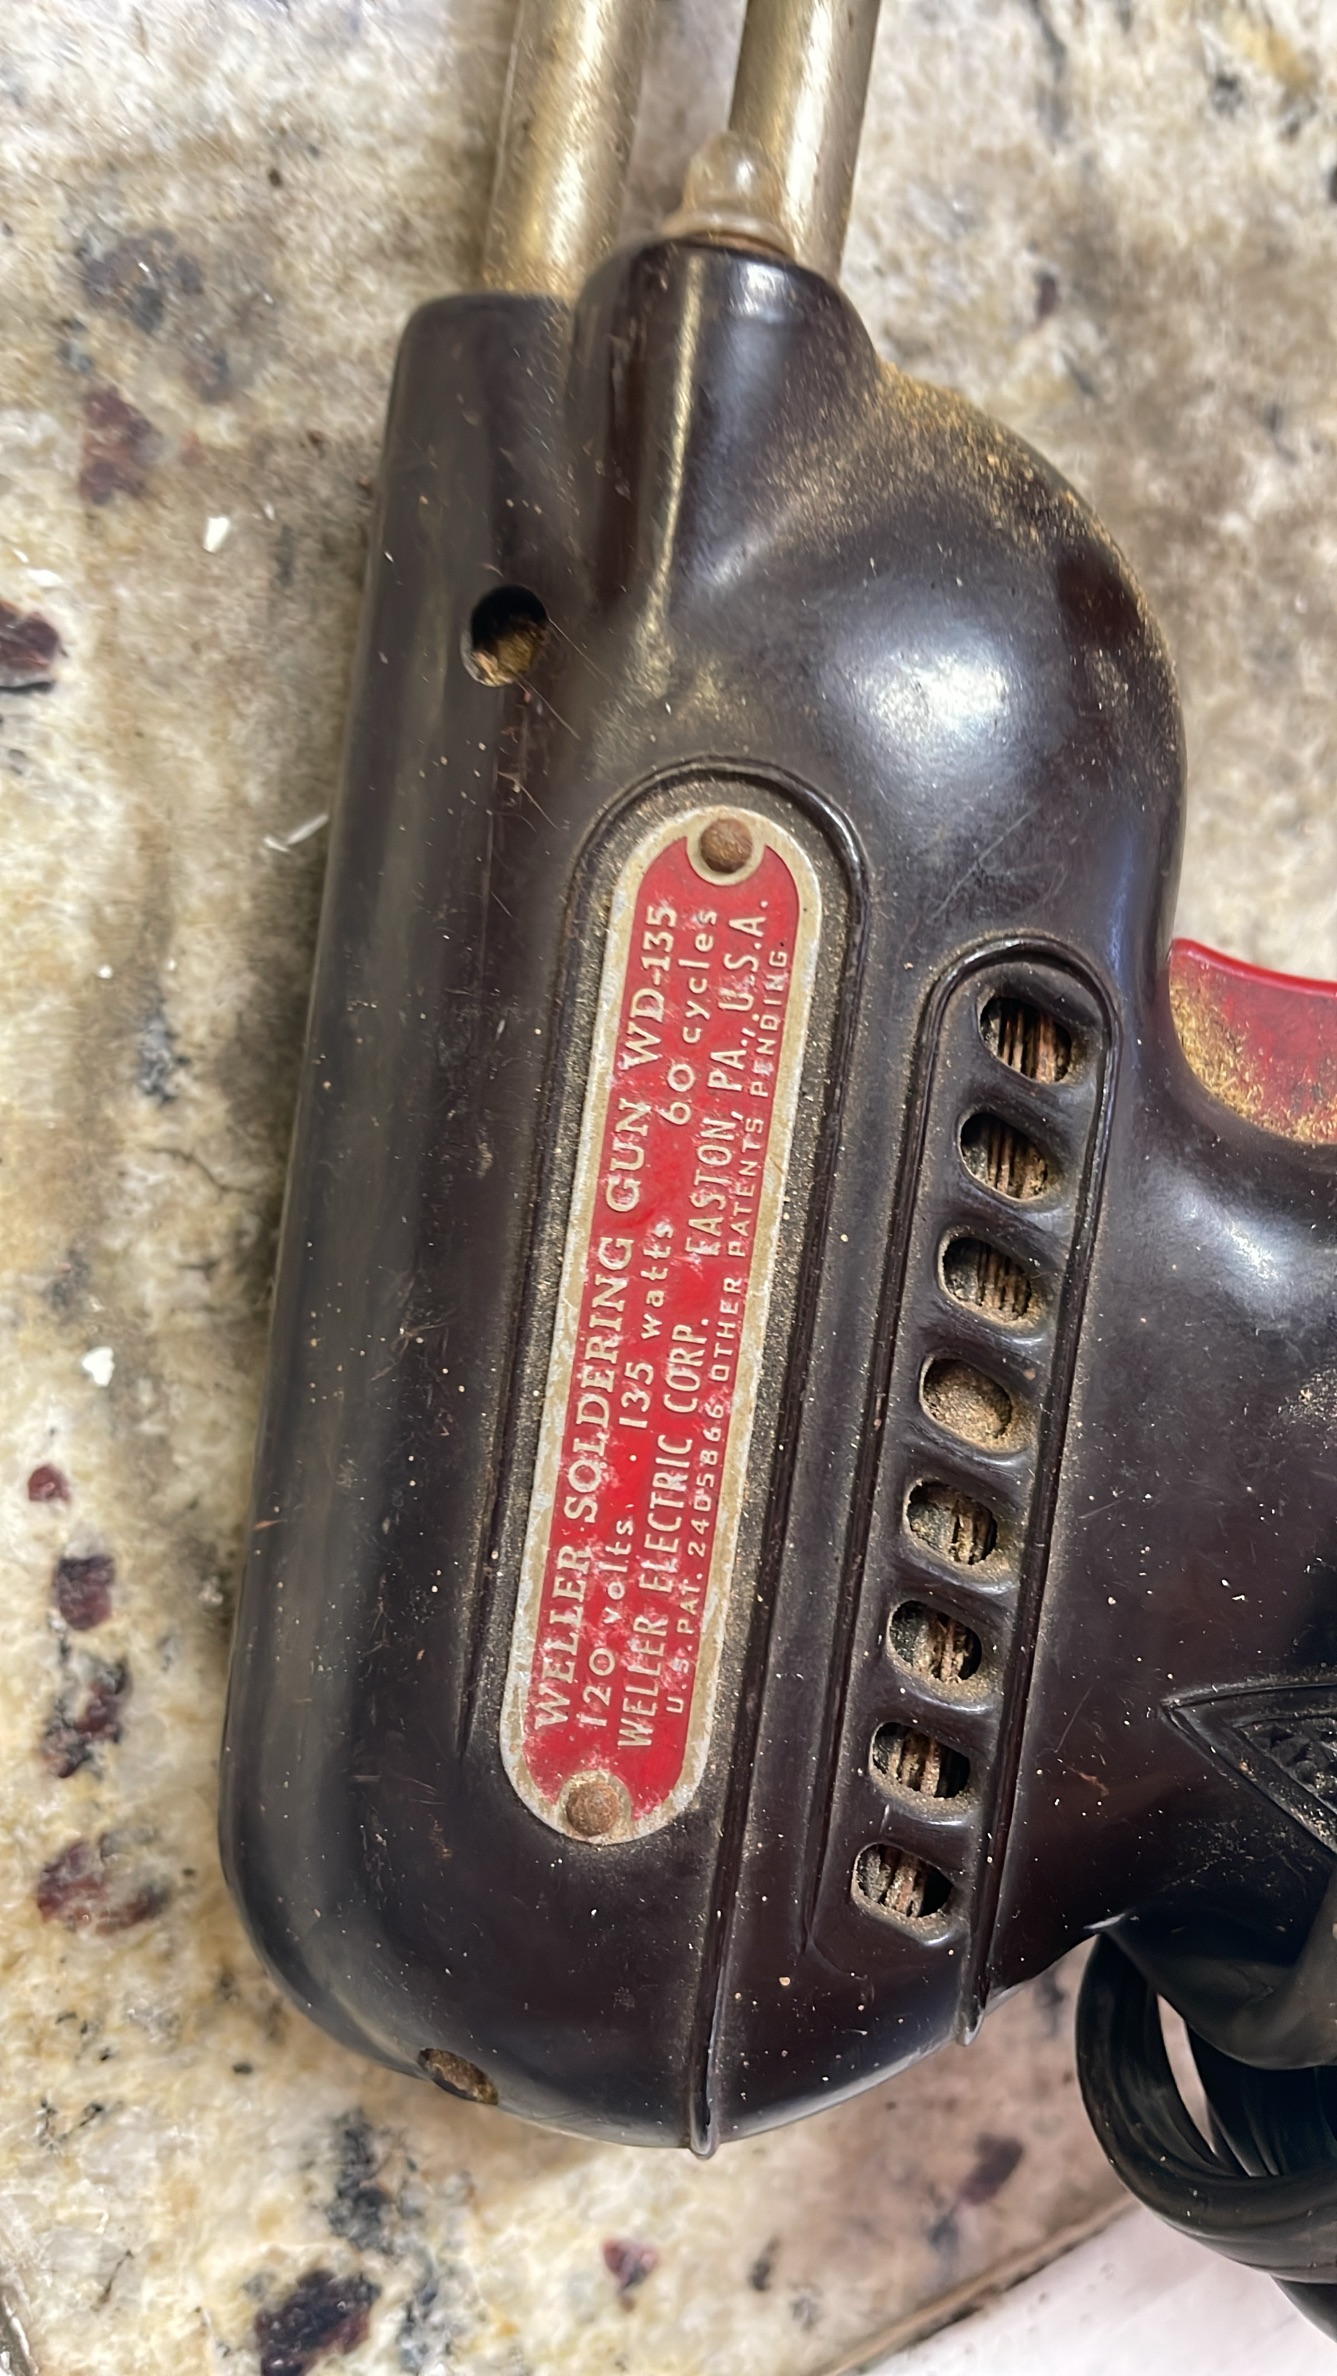 WELLER SOLDERING GUN WD-135
120 volts. 135 watts 60 cycles
WELLER ELECTRIC CORP. EASTON, PA., U.S.A.
U.S. PAT. 2405866 OTHER PATENTS PENDING.